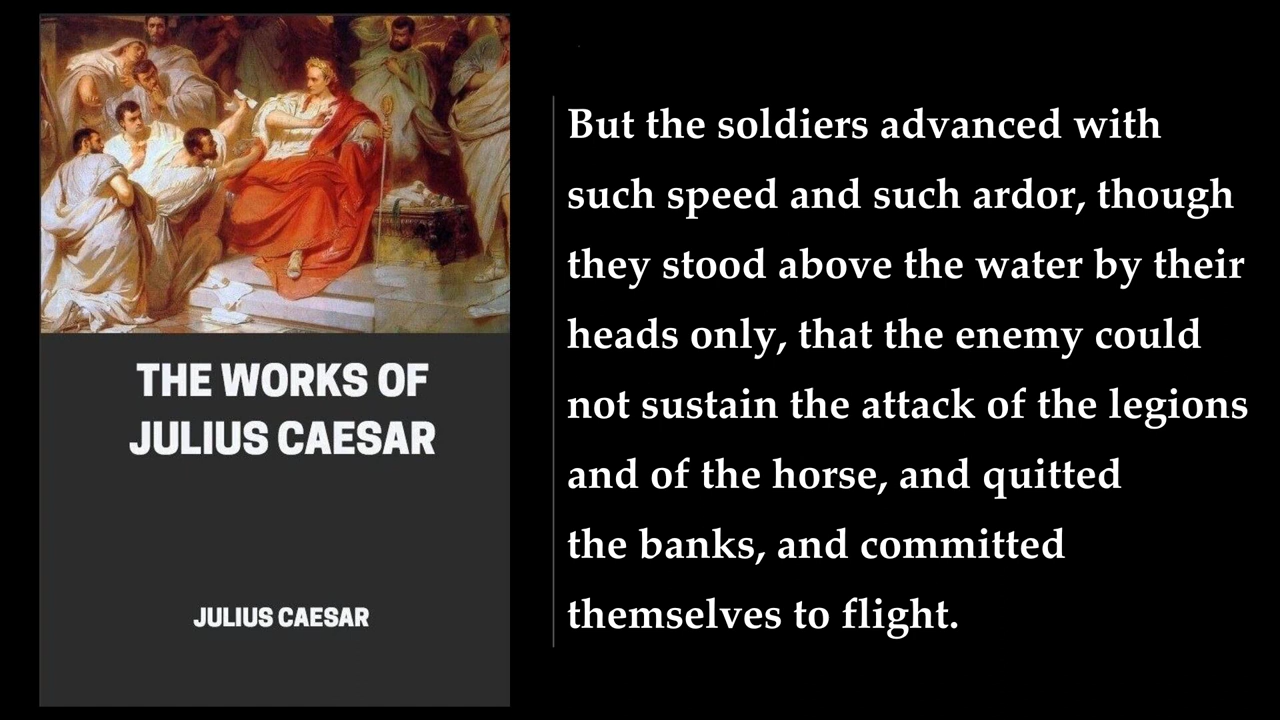 THE WORKS OF
JULIUS CAESAR
JULIUS CAESAR
But the soldiers advanced with
such speed and such ardor, though
they stood above the water by their
heads only, that the enemy could
not sustain the attack of the legions
and of the horse, and quitted
the banks, and committed
themselves to flight.